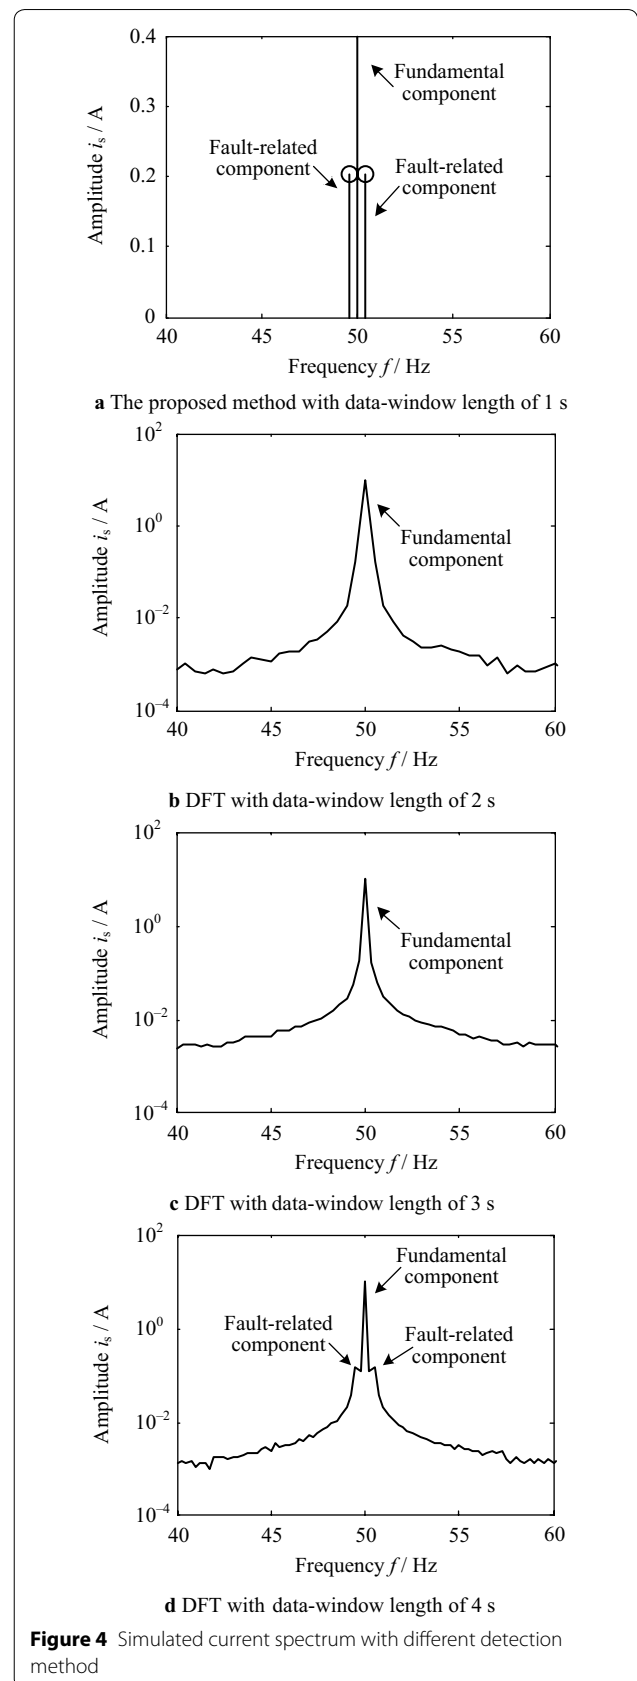 0.4
0.3
0.2
0.1
0
Amplitude is / A
Fundamental
component
Fault-related
component
Fault-related
component
40
45
50
55
60
Frequency f / Hz
a The proposed method with data-window length of 1 s
10^2
10^0
10^–2
10^–4
Amplitude is / A
Fundamental
component
40
45
50
55
60
Frequency f / Hz
b DFT with data-window length of 2 s
10^2
10^0
10^–2
10^–4
Amplitude is / A
Fundamental
component
40
45
50
55
60
Frequency f / Hz
c DFT with data-window length of 3 s
10^2
10^0
10^–2
10^–4
Amplitude is / A
Fundamental
component
Fault-related
component
Fault-related
component
40
45
50
55
60
Frequency f / Hz
d DFT with data-window length of 4 s
Figure 4 Simulated current spectrum with different detection
method